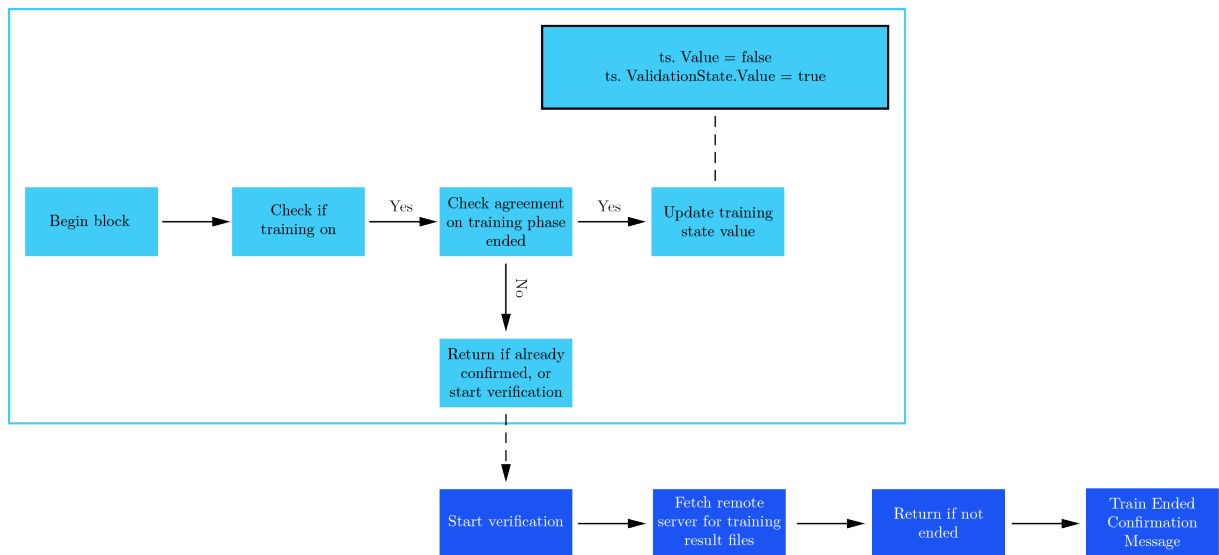 ts. Value = false
ts. ValidationState.Value = true
Begin block
Check if
training on
Yes
Check agreement
on training phase
ended
Yes
Update training
state value
No
Return if already
confirmed, or
start verification
Start verification
Fetch remote
server for training
result files
Return if not
ended
Train Ended
Confirmation
Message